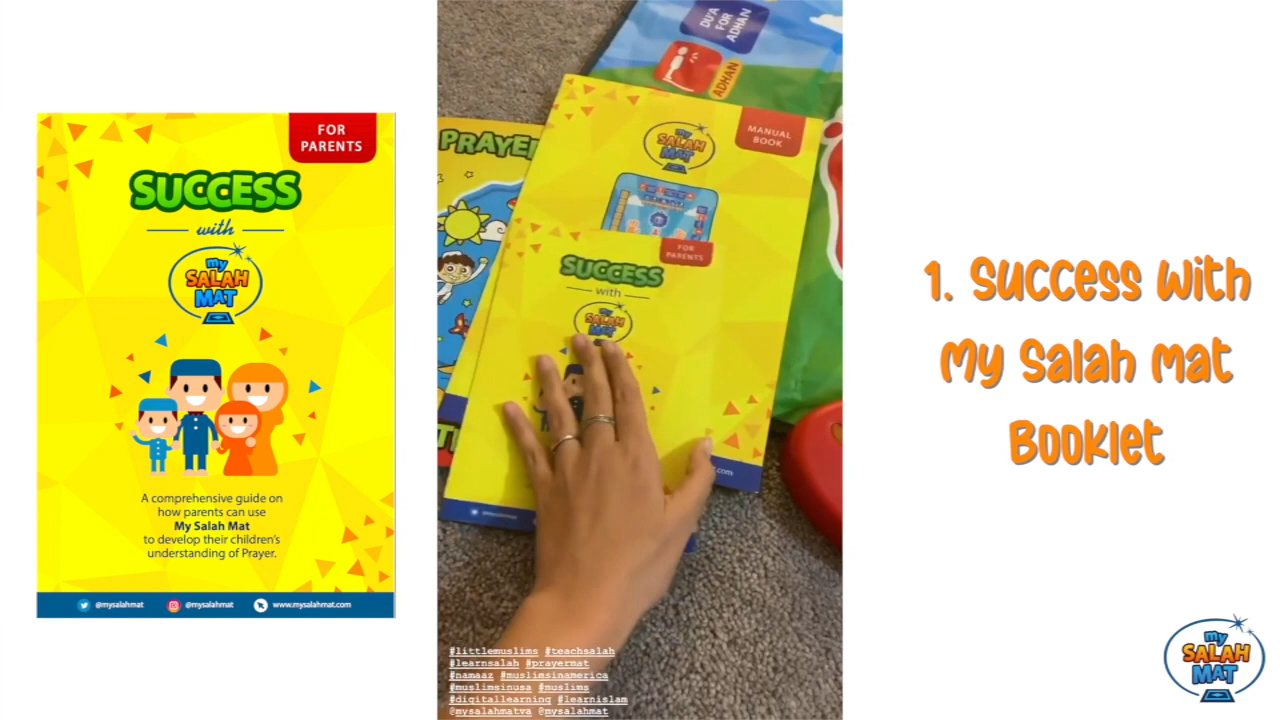 FOR
PARENTS
SUCCESS
with
my
SALAH
MAT
A comprehensive guide on
how parents can use
My Salah Mat
to develop their children's
understanding of Prayer.
@mysalahmat @mysalahmat www.mysalahmat.com
DU'A
FOR
ADHAN
ADHAN
MANUAL
BOOK
my
SALAH
MAT
FOR
PARENTS
SUCCESS
with
my
SALAH
MAT
#littlemuslims #teachsalah
#learnsalah #prayermat
#namaaz #muslimsinamerica
#muslimsinusa #muslims
#digitallearning #learnislam
@mysalahmatva @mysalahmat
1. Success With
My Salah Mat
Booklet
my
SALAH
MAT